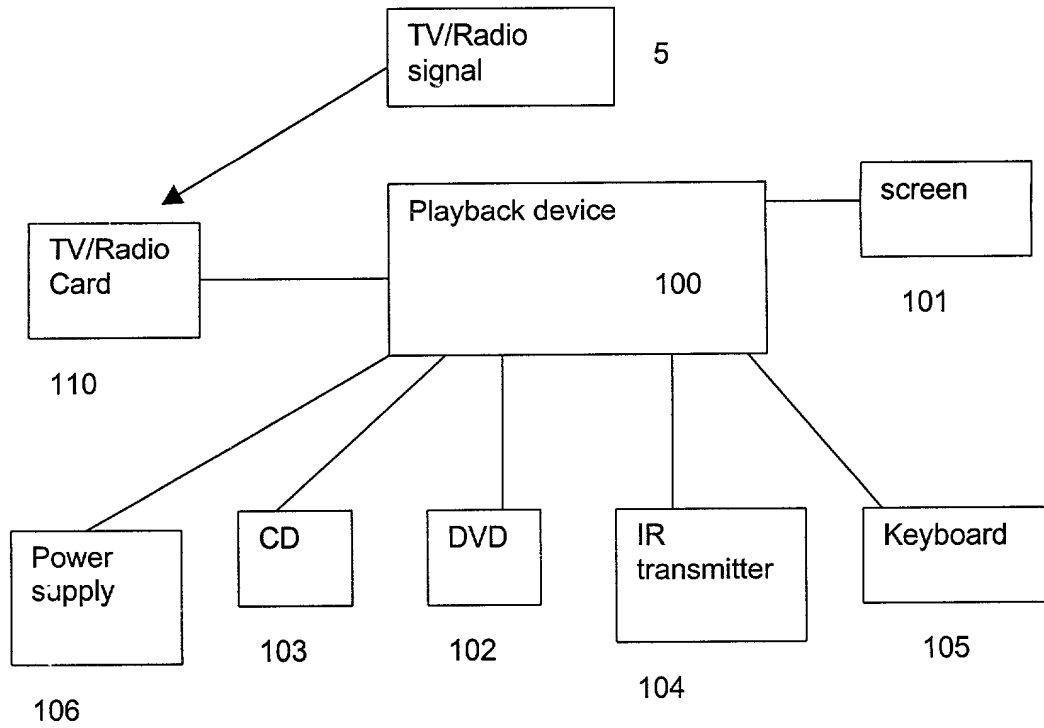 TV/Radio
signal
5
screen
Playback device
100
101
TV/Radio
Card
110
Power
supply
106
CD
103
DVD
102
IR
transmitter
104
Keyboard
105